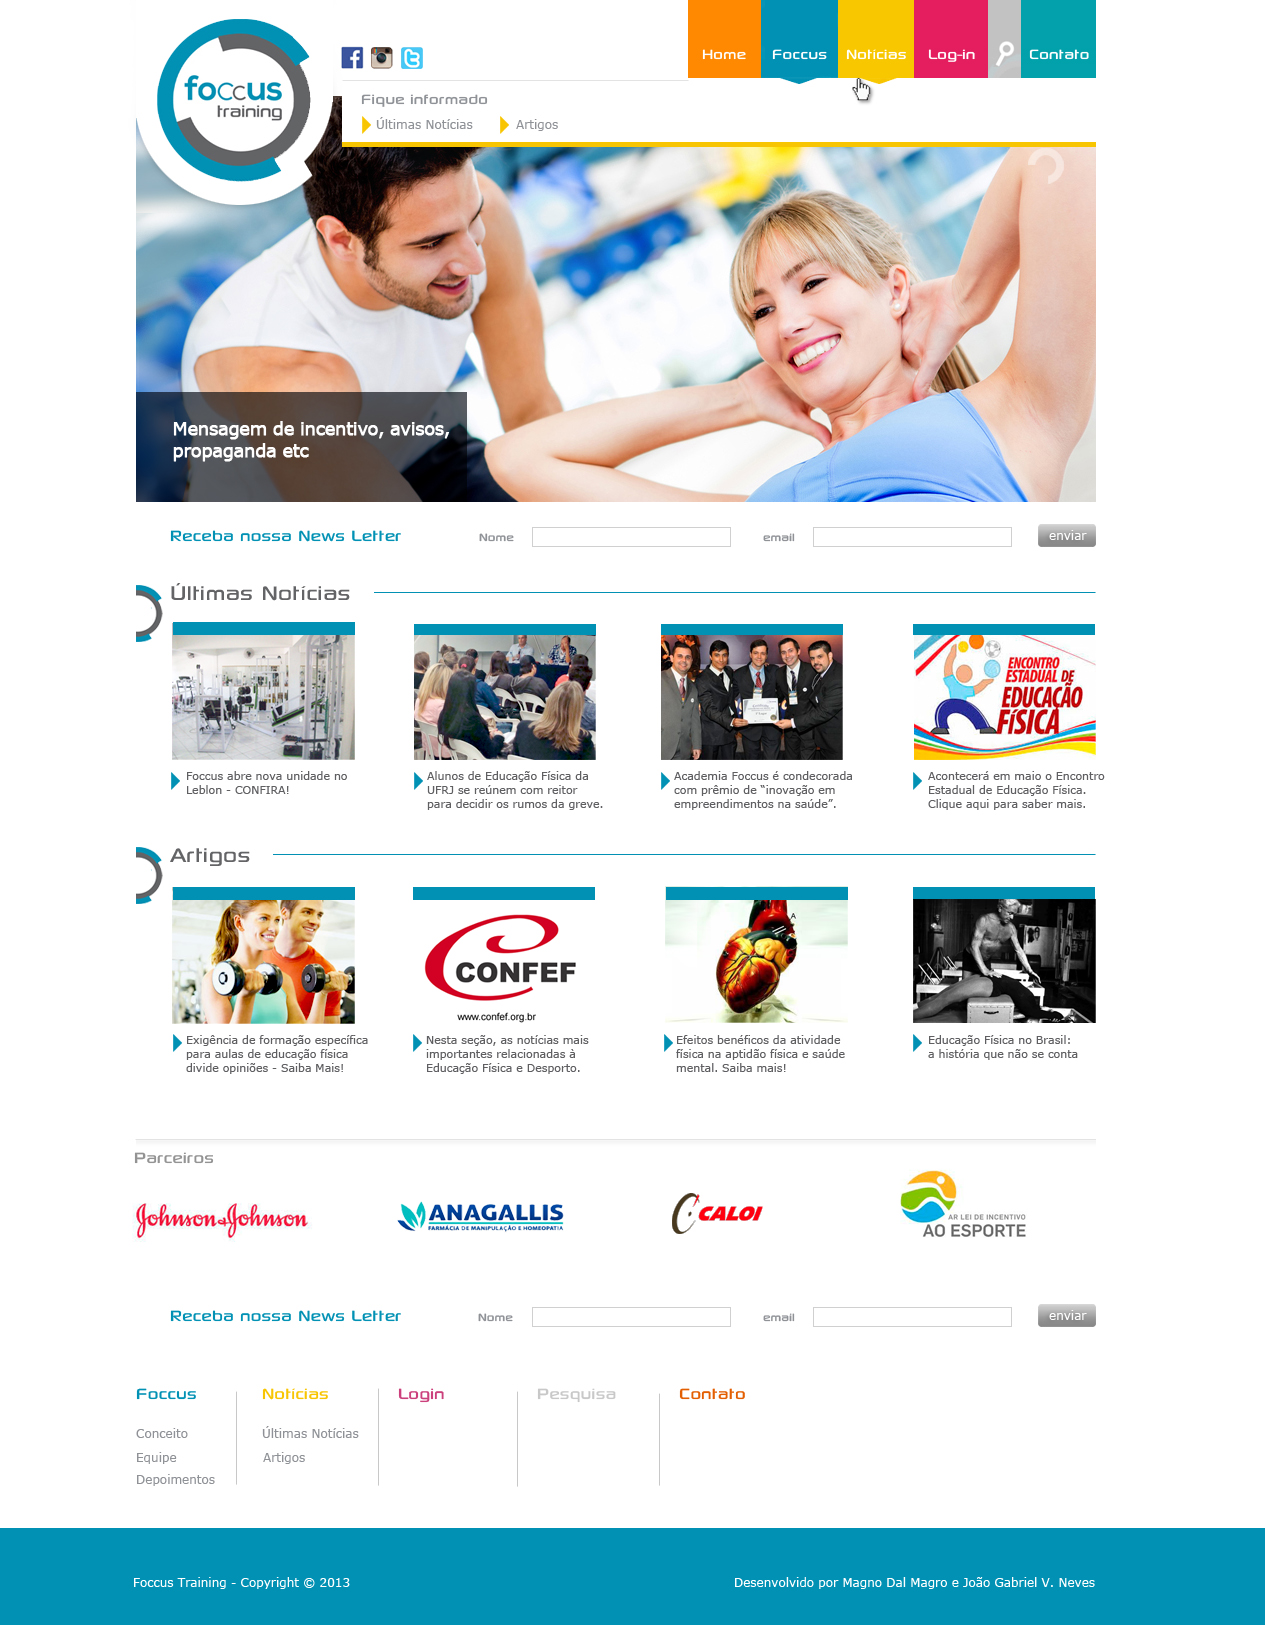 foccus
training
Home
Foccus
Notícias
Log-in
Contato
Fique informado
Últimas Notícias
Artigos
Mensagem de incentivo, avisos,
propaganda etc
Receba nossa News Letter
Nome
email
enviar
Últimas Notícias
ENCONTRO
ESTADUAL DE
EDUCAÇÃO
FÍSICA
Foccus abre nova unidade no
Leblon - CONFIRA!
Alunos de Educação Física da
UFRJ se reúnem com reitor
para decidir os rumos da greve.
Academia Foccus é condecorada
com prêmio de “inovação em
empreendimentos na saúde”.
Acontecerá em maio o Encontro
Estadual de Educação Física.
Clique aqui para saber mais.
Artigos
CONFEF
www.confef.org.br
A
Exigência de formação específica
para aulas de educação física
divide opiniões - Saiba Mais!
Nesta seção, as notícias mais
importantes relacionadas à
Educação Física e Desporto.
Efeitos benéficos da atividade
física na aptidão física e saúde
mental. Saiba mais!
Educação Física no Brasil:
a história que não se conta
Parceiros
Johnson & Johnson
ANAGALLIS
FARMÁCIA DE MANIPULAÇÃO E HOMEOPATIA
CALOI
AR LEI DE INCENTIVO
AO ESPORTE
Receba nossa News Letter
Nome
email
enviar
Foccus
Conceito
Equipe
Depoimentos
Notícias
Últimas Notícias
Artigos
Login
Pesquisa
Contato
Foccus Training - Copyright © 2013
Desenvolvido por Magno Dal Magro e João Gabriel V. Neves